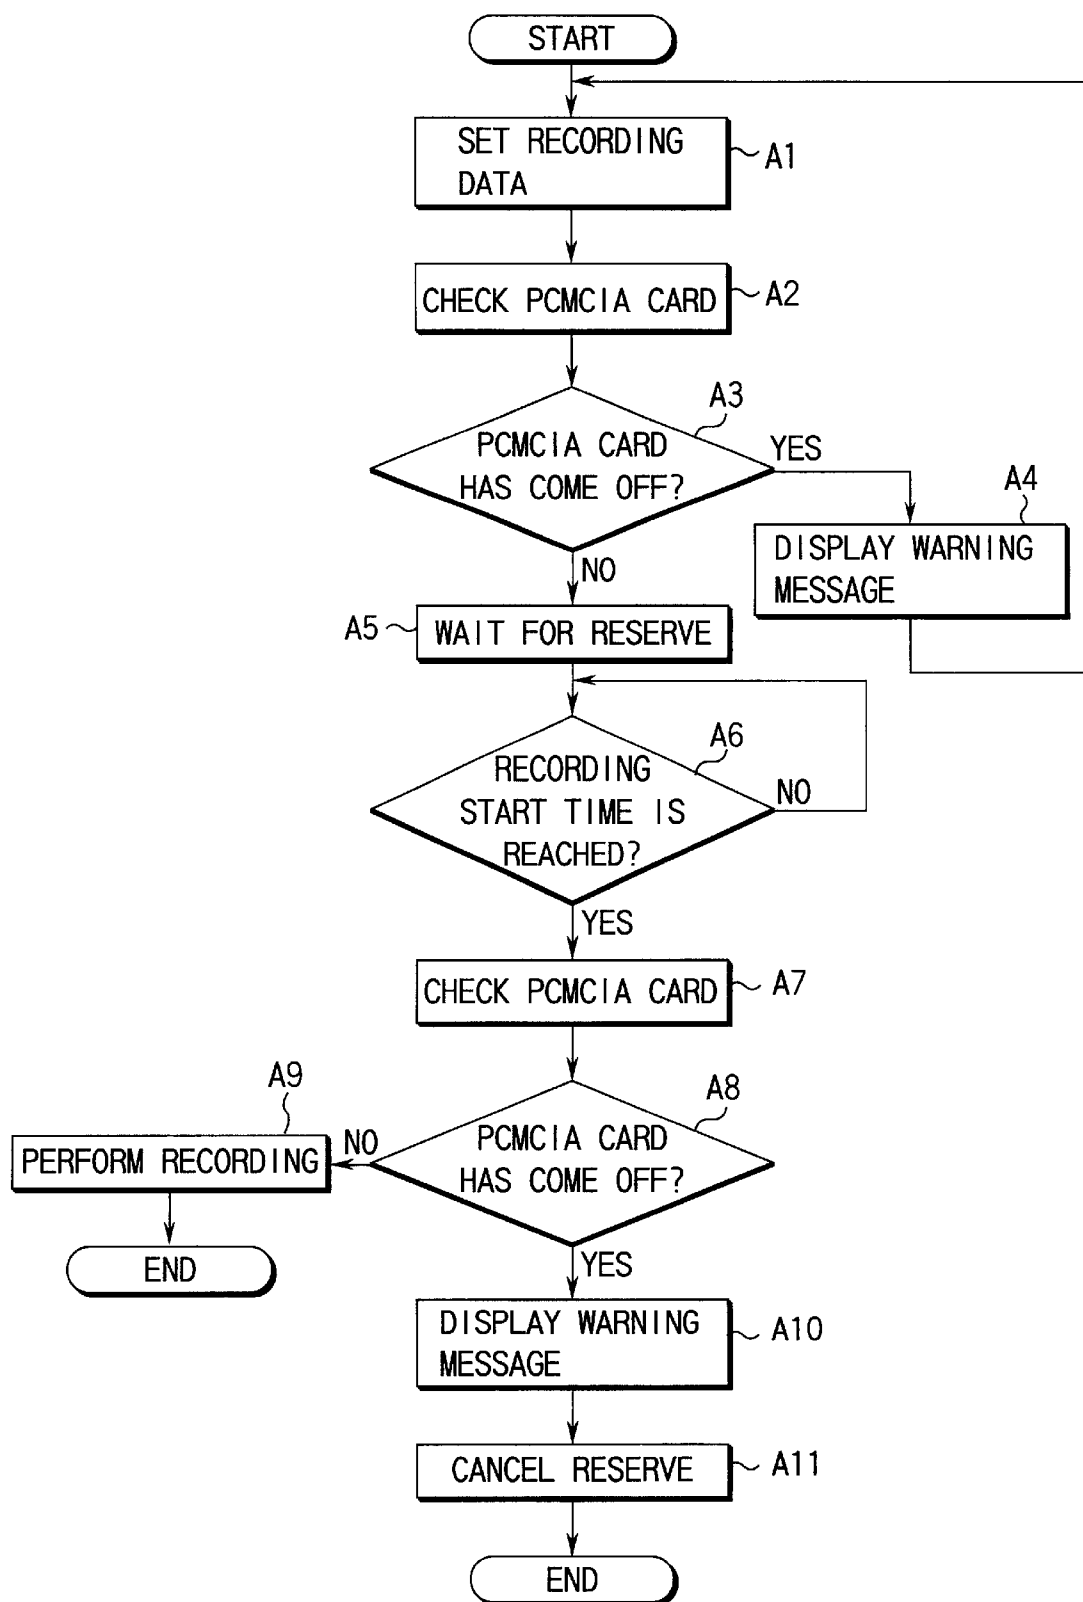 START
SET RECORDING
DATA
A1
CHECK PCMCIA CARD
A2
A3
PCMCIA CARD
HAS COME OFF?
YES
A4
DISPLAY WARNING
MESSAGE
NO
A5
WAIT FOR RESERVE
A6
RECORDING
START TIME IS
REACHED?
NO
YES
CHECK PCMCIA CARD
A7
A8
PCMCIA CARD
HAS COME OFF?
NO
A9
PERFORM RECORDING
END
YES
DISPLAY WARNING
MESSAGE
A10
CANCEL RESERVE
A11
END